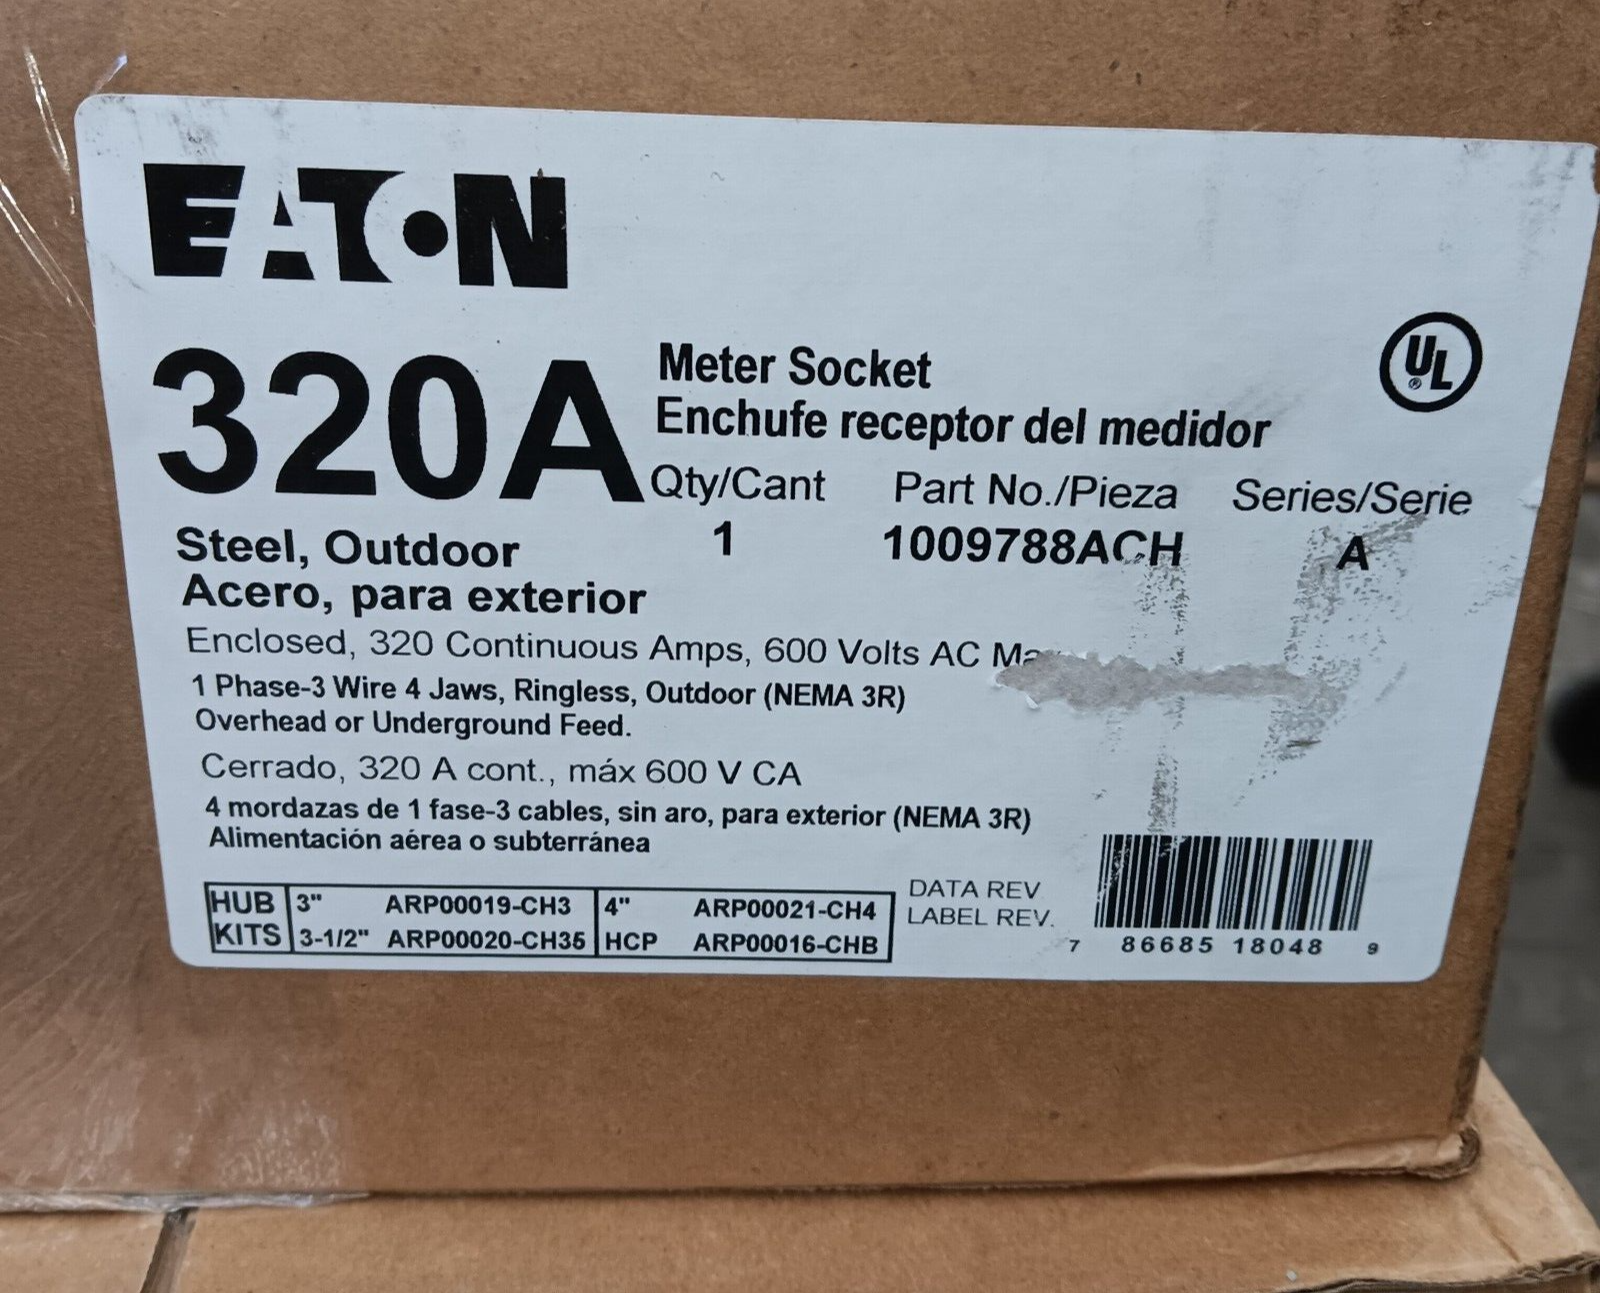 EATON
320A
Meter Socket
Enchufe receptor del medidor
UL
®
Qty/Cant Part No./Pieza Series/Serie
1 1009788ACH A
Steel, Outdoor
Acero, para exterior
Enclosed, 320 Continuous Amps, 600 Volts AC
1 Phase-3 Wire 4 Jaws, Ringless, Outdoor (NEMA 3R)
Overhead or Underground Feed.
Cerrado, 320 A cont., máx 600 V CA
4 mordazas de 1 fase-3 cables, sin aro, para exterior (NEMA 3R)
Alimentación aérea o subterránea
HUB KITS
3" ARP00019-CH3 4" ARP00021-CH4
3-1/2" ARP00020-CH35 HCP ARP00016-CHB
DATA REV
LABEL REV.
7 86685 18048 9